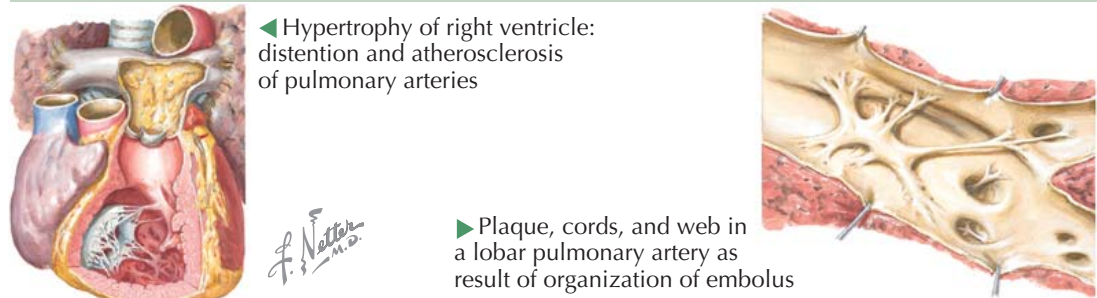 ◄ Hypertrophy of right ventricle:
distention and atherosclerosis
of pulmonary arteries
f. Netter
M.D.
► Plaque, cords, and web in
a lobar pulmonary artery as
result of organization of embolus